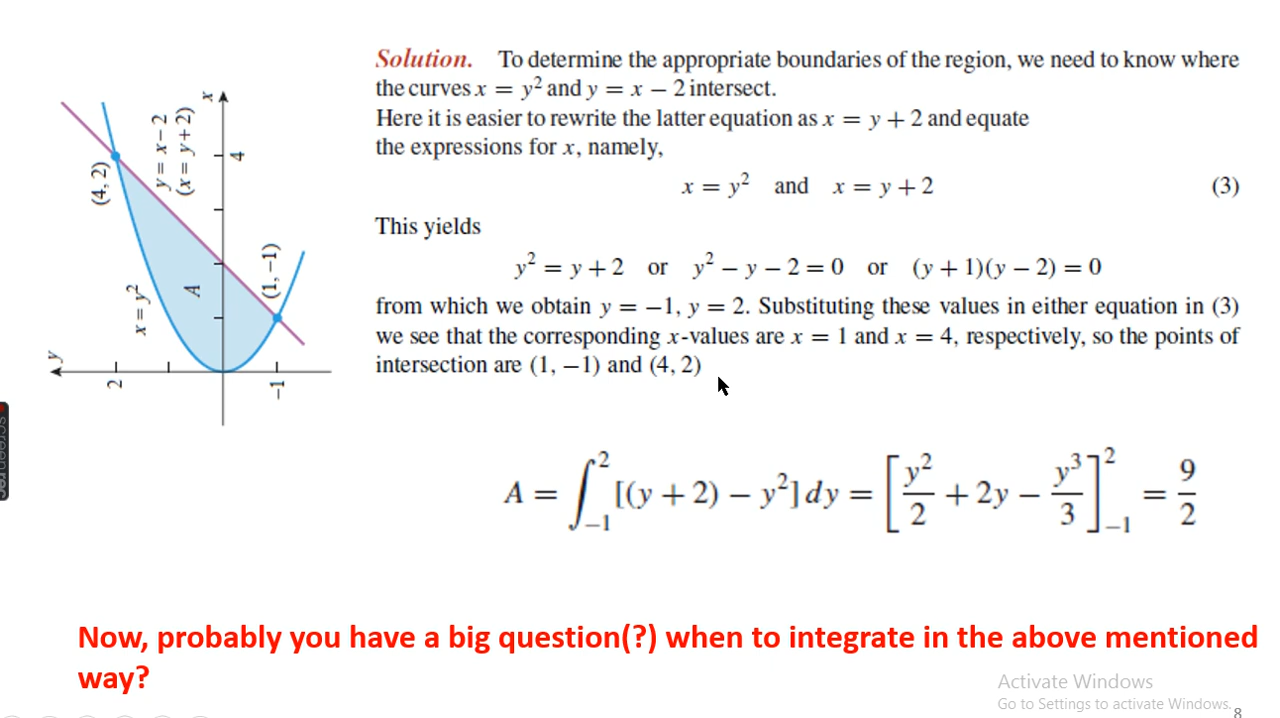 Solution. To determine the appropriate boundaries of the region, we need to know where
the curves x = y² and y = x − 2 intersect.
Here it is easier to rewrite the latter equation as x = y + 2 and equate
the expressions for x, namely,
x = y² and x = y + 2 (3)
This yields
y² = y + 2 or y² − y − 2 = 0 or (y + 1)(y − 2) = 0
from which we obtain y = −1, y = 2. Substituting these values in either equation in (3)
we see that the corresponding x-values are x = 1 and x = 4, respectively, so the points of
intersection are (1, −1) and (4, 2)
y
x
(4, 2)
y = x − 2
(x = y + 2)
4
x = y²
A
(1, −1)
2
−1
A = ∫₋₁² [(y + 2) − y²] dy = [y²/2 + 2y − y³/3]₋₁² = 9/2
Now, probably you have a big question(?) when to integrate in the above mentioned
way?
Activate Windows
Go to Settings to activate Windows.
8